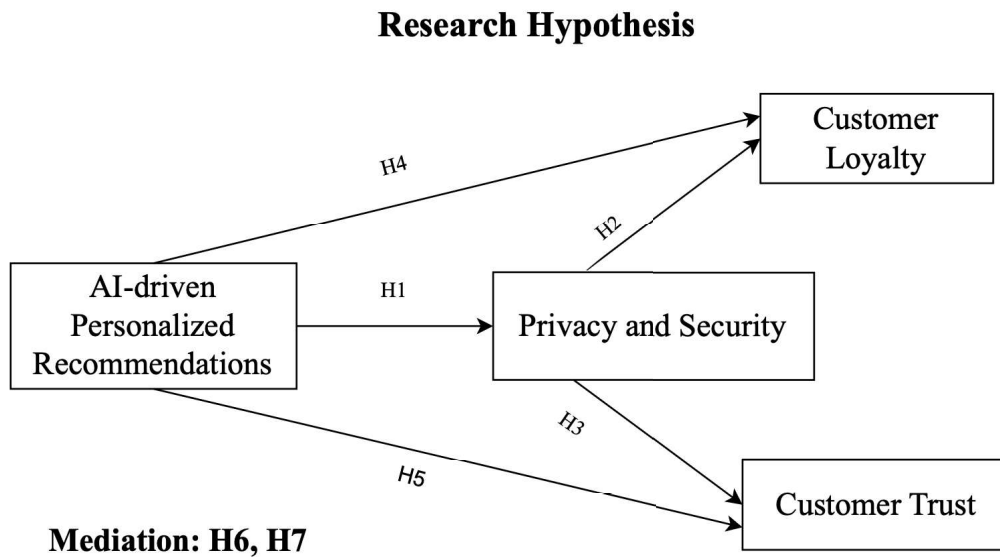 Research Hypothesis
Customer
Loyalty
H4
H2
AI-driven
Personalized
Recommendations
H1
Privacy and Security
H3
H5
Customer Trust
Mediation: H6, H7